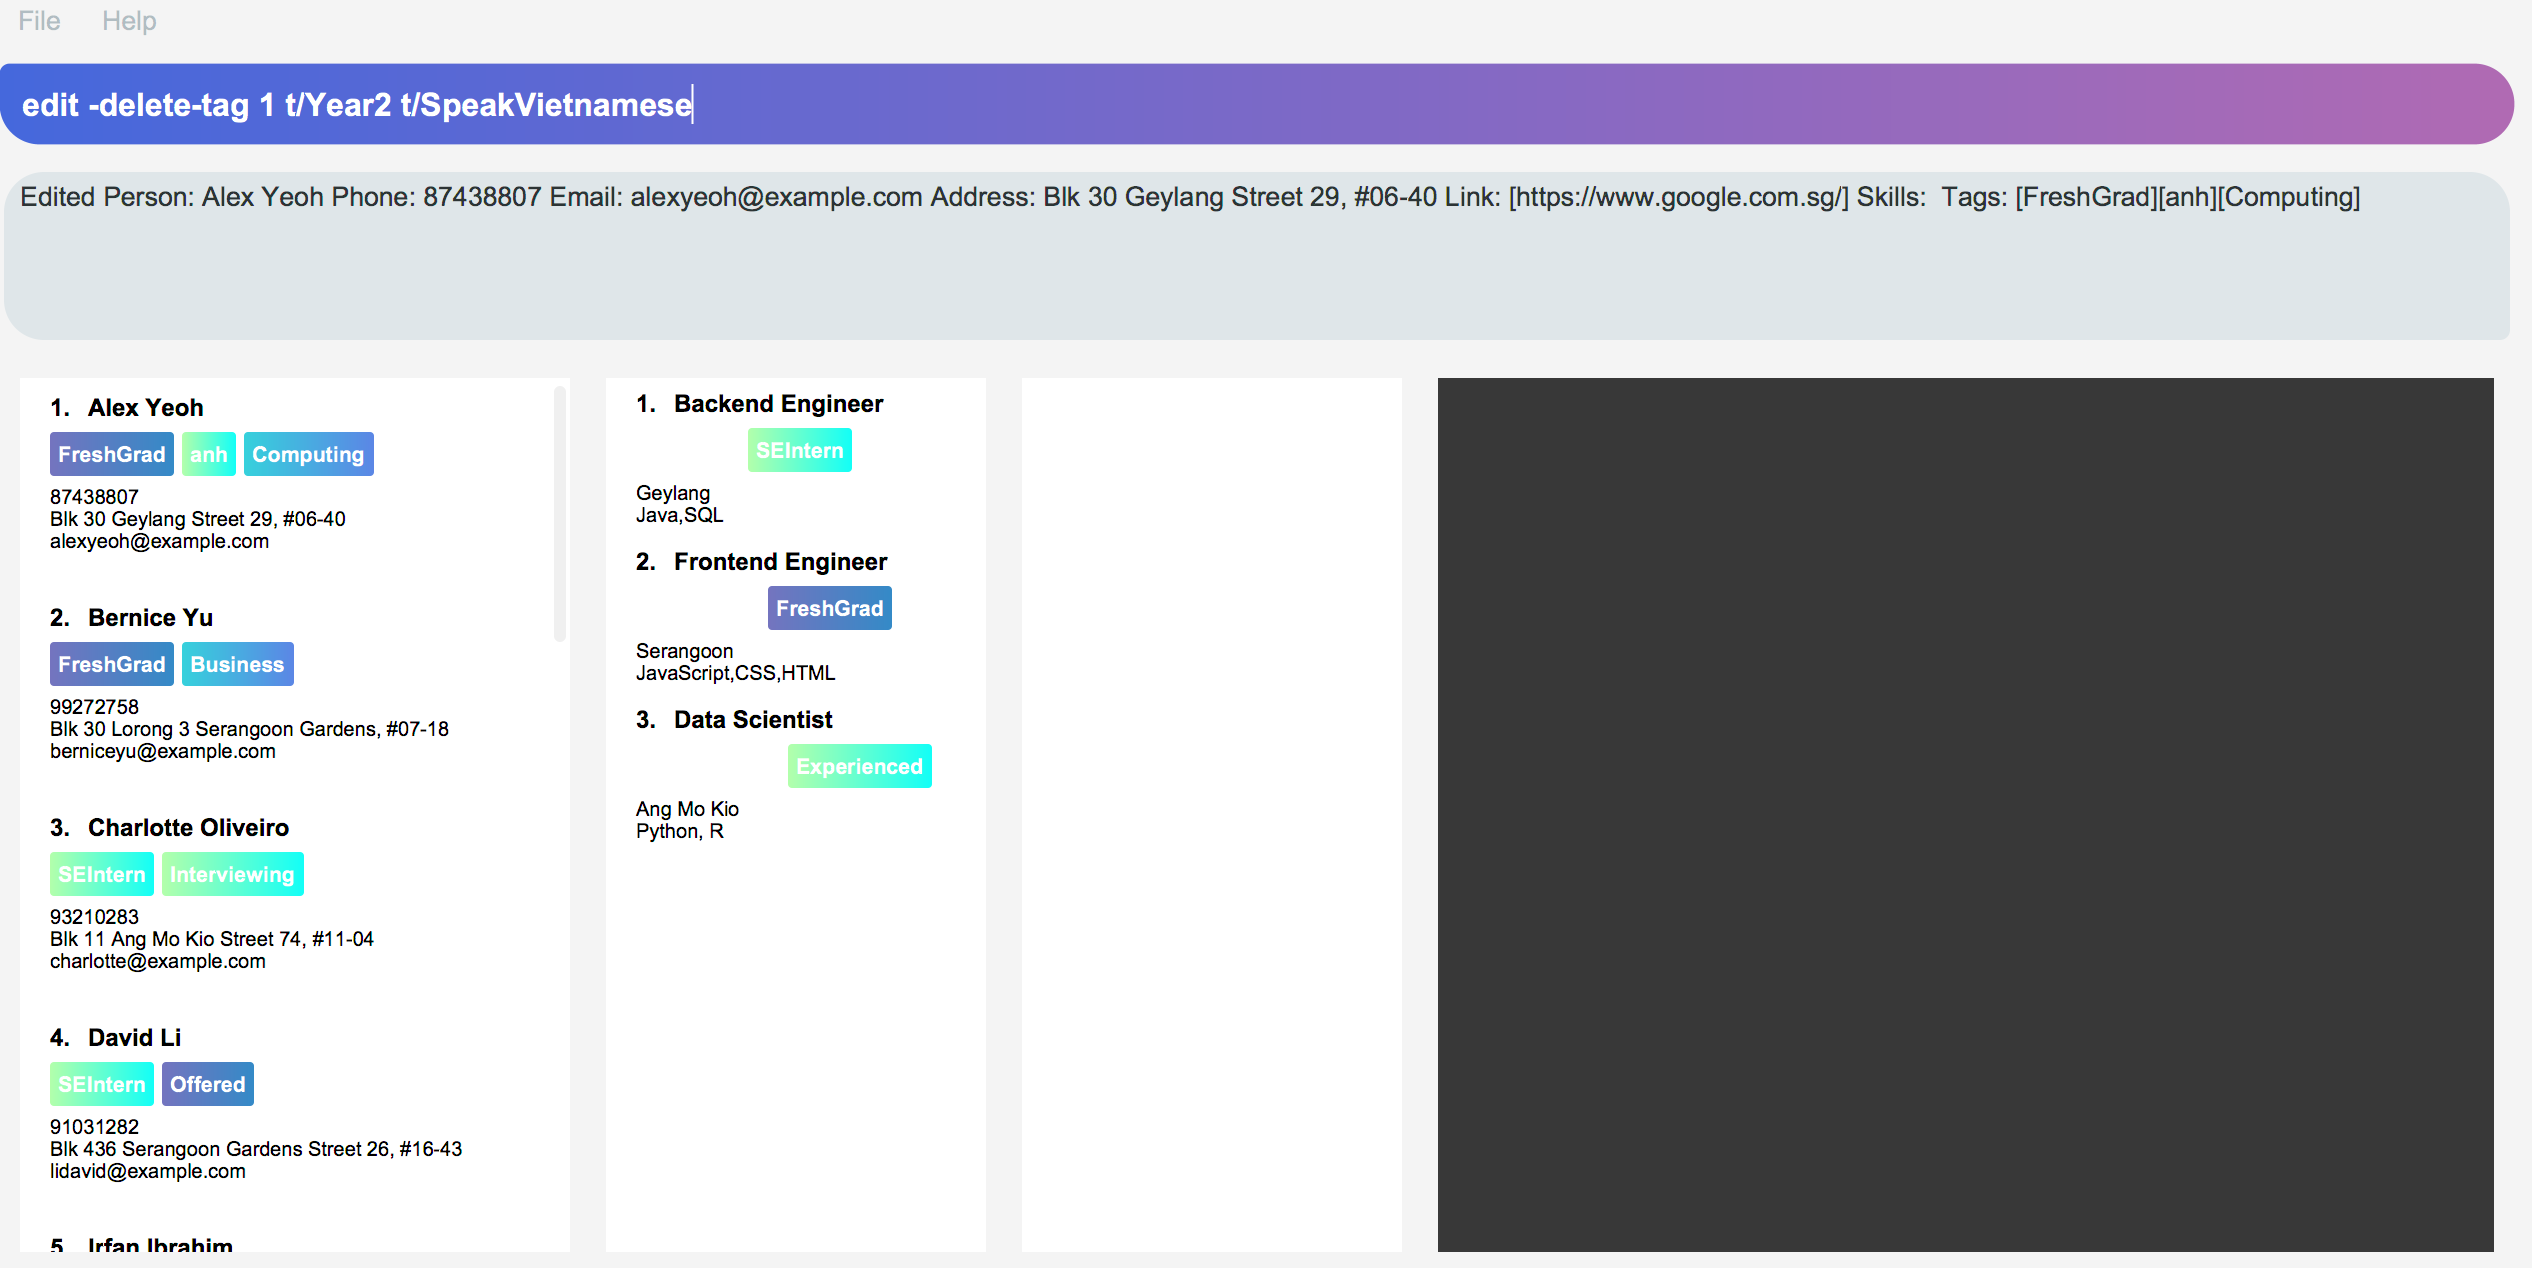 File Help
edit -delete-tag 1 t/Year2 t/SpeakVietnamese
Edited Person: Alex Yeoh Phone: 87438807 Email: alexyeoh@example.com Address: Blk 30 Geylang Street 29, #06-40 Link: [https://www.google.com.sg/] Skills:  Tags: [FreshGrad][anh][Computing]
1. Alex Yeoh
FreshGrad anh Computing
87438807
Blk 30 Geylang Street 29, #06-40
alexyeoh@example.com
2. Bernice Yu
FreshGrad Business
99272758
Blk 30 Lorong 3 Serangoon Gardens, #07-18
berniceyu@example.com
3. Charlotte Oliveiro
SEIntern Interviewing
93210283
Blk 11 Ang Mo Kio Street 74, #11-04
charlotte@example.com
4. David Li
SEIntern Offered
91031282
Blk 436 Serangoon Gardens Street 26, #16-43
lidavid@example.com
5. Irfan Ibrahim
1. Backend Engineer
SEIntern
Geylang
Java,SQL
2. Frontend Engineer
FreshGrad
Serangoon
JavaScript,CSS,HTML
3. Data Scientist
Experienced
Ang Mo Kio
Python, R